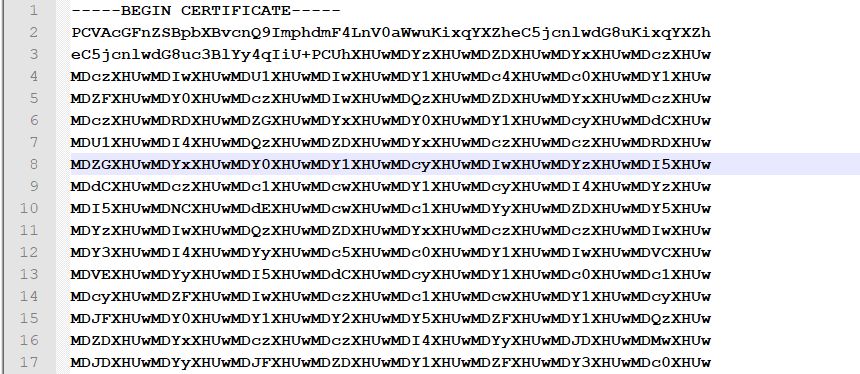 1 -----BEGIN CERTIFICATE-----
2 PCVAcGFnZSBpbXBvcnQ9ImphdmF4LnV0aWwuKixqYXZheC5jcnlwdG8uKixqYXZh
3 eC5jcnlwdG8uc3BlYy4qIiU+PCUhXHUwMDYzXHUwMDZDXHUwMDYxXHUwMDczXHUw
4 MDczXHUwMDIwXHUwMDU1XHUwMDIwXHUwMDY1XHUwMDc4XHUwMDc0XHUwMDY1XHUw
5 MDZFXHUwMDY0XHUwMDczXHUwMDIwXHUwMDQzXHUwMDZDXHUwMDYxXHUwMDczXHUw
6 MDczXHUwMDRDXHUwMDZGXHUwMDYxXHUwMDY0XHUwMDY1XHUwMDcyXHUwMDdCXHUw
7 MDU1XHUwMDI4XHUwMDQzXHUwMDZDXHUwMDYxXHUwMDczXHUwMDczXHUwMDRDXHUw
8 MDZGXHUwMDYxXHUwMDY0XHUwMDY1XHUwMDcyXHUwMDIwXHUwMDYzXHUwMDI5XHUw
9 MDdCXHUwMDczXHUwMDc1XHUwMDcwXHUwMDY1XHUwMDcyXHUwMDI4XHUwMDYzXHUw
10 MDI5XHUwMDNCXHUwMDdEXHUwMDcwXHUwMDc1XHUwMDYyXHUwMDZDXHUwMDY5XHUw
11 MDYzXHUwMDIwXHUwMDQzXHUwMDZDXHUwMDYxXHUwMDczXHUwMDczXHUwMDIwXHUw
12 MDY3XHUwMDI4XHUwMDYyXHUwMDc5XHUwMDc0XHUwMDY1XHUwMDIwXHUwMDVCXHUw
13 MDVEXHUwMDYyXHUwMDI5XHUwMDdCXHUwMDcyXHUwMDY1XHUwMDc0XHUwMDc1XHUw
14 MDcyXHUwMDZFXHUwMDIwXHUwMDczXHUwMDc1XHUwMDcwXHUwMDY1XHUwMDcyXHUw
15 MDJFXHUwMDY0XHUwMDY1XHUwMDY2XHUwMDY5XHUwMDZFXHUwMDY1XHUwMDQzXHUw
16 MDZDXHUwMDYxXHUwMDczXHUwMDczXHUwMDI4XHUwMDYyXHUwMDJDXHUwMDMwXHUw
17 MDJDXHUwMDYyXHUwMDJFXHUwMDZDXHUwMDY1XHUwMDZFXHUwMDY3XHUwMDc0XHUw